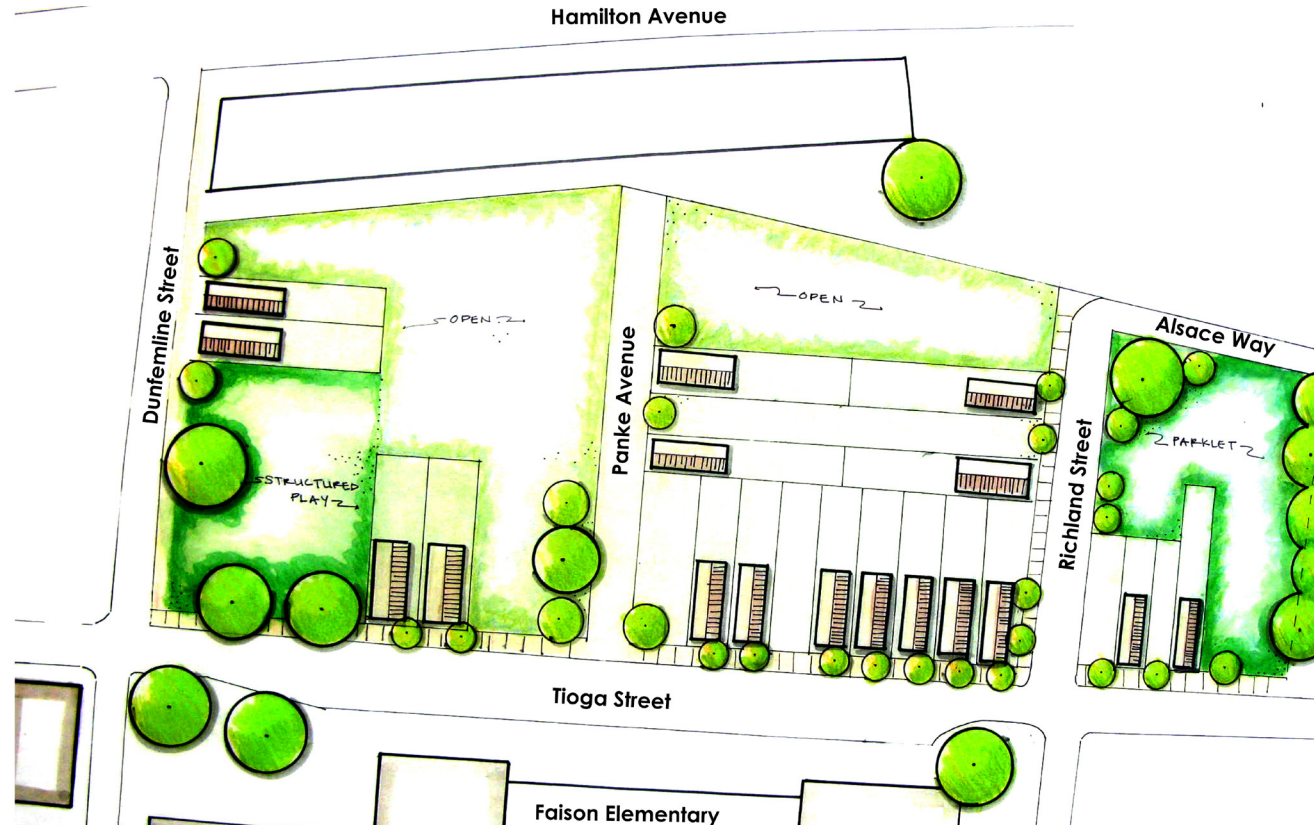 Hamilton Avenue
Dunfemline Street
OPEN
OPEN
Panke Avenue
Alsace Way
PARKLET
Richland Street
STRUCTURED
PLAY
Tioga Street
Faison Elementary